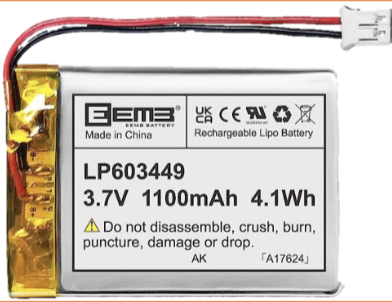 EEMB
EEMB BATTERY
Made in China
UK CA CE
Rechargeable Lipo Battery
LP603449
3.7V 1100mAh 4.1Wh
Do not disassemble, crush, burn,
puncture, damage or drop.
AK 「A17624」